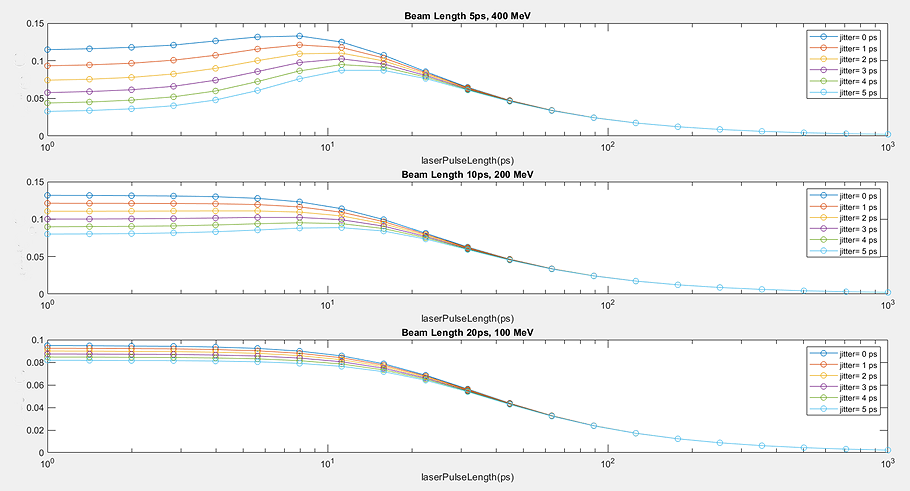 Beam Length 5ps, 400 MeV
0.15
0.1
0.05
0
10^0
10^1
10^2
10^3
laserPulseLength(ps)
jitter= 0 ps
jitter= 1 ps
jitter= 2 ps
jitter= 3 ps
jitter= 4 ps
jitter= 5 ps
Beam Length 10ps, 200 MeV
0.15
0.1
0.05
0
10^0
10^1
10^2
10^3
laserPulseLength(ps)
jitter= 0 ps
jitter= 1 ps
jitter= 2 ps
jitter= 3 ps
jitter= 4 ps
jitter= 5 ps
Beam Length 20ps, 100 MeV
0.1
0.08
0.06
0.04
0.02
0
10^0
10^1
10^2
10^3
laserPulseLength(ps)
jitter= 0 ps
jitter= 1 ps
jitter= 2 ps
jitter= 3 ps
jitter= 4 ps
jitter= 5 ps